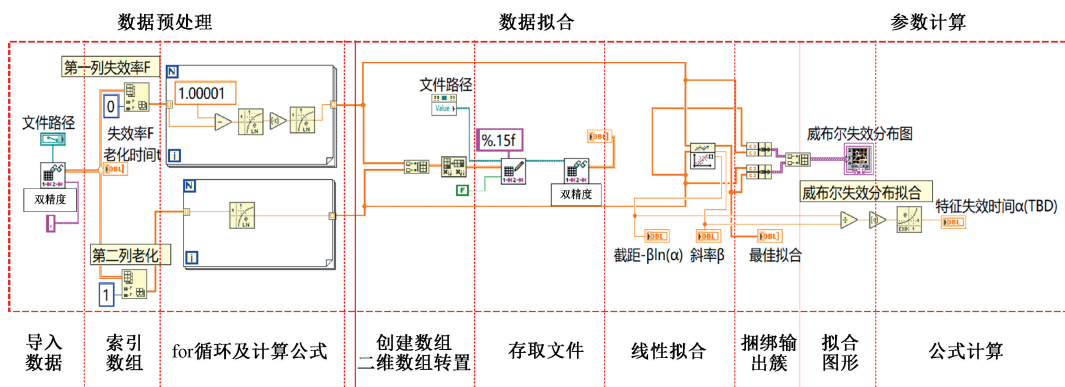 数据预处理
数据拟合
参数计算
第一列失效率F
0
文件路径
失效率F
老化时间t
DBL
双精度
,
第二列老化
1
N
1.00001
LN
LN
i
N
LN
i
文件路径
Value
%.15f
F
双精度
DBL
截距-βln(α)
DBL
斜率β
DBL
最佳拟合
DBL
威布尔失效分布图
威布尔失效分布拟合
EXP
特征失效时间α(TBD)
DBL
导入
数据
索引
数组
for循环及计算公式
创建数组
二维数组转置
存取文件
线性拟合
捆绑输
出簇
拟合
图形
公式计算